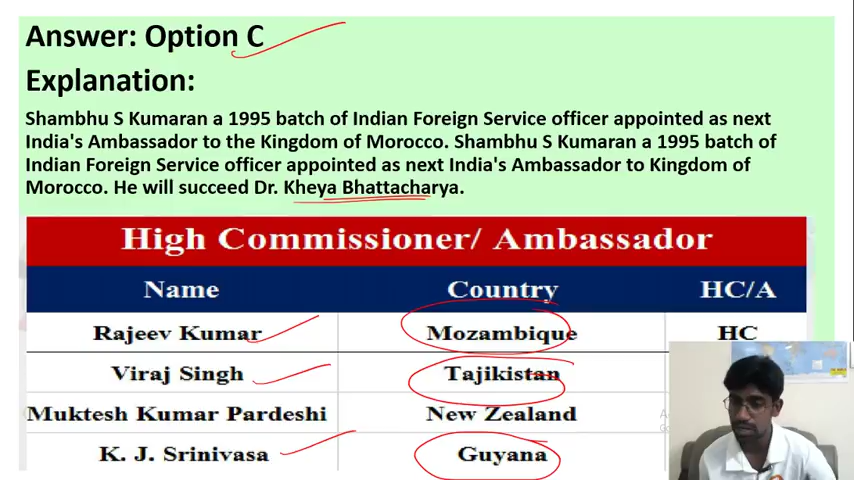 Answer: Option C
Explanation:
Shambhu S Kumaran a 1995 batch of Indian Foreign Service officer appointed as next
India's Ambassador to the Kingdom of Morocco. Shambhu S Kumaran a 1995 batch of
Indian Foreign Service officer appointed as next India's Ambassador to Kingdom of
Morocco. He will succeed Dr. Kheya Bhattacharya.
High Commissioner/ Ambassador
Name Country HC/A
Rajeev Kumar Mozambique HC
Viraj Singh Tajikistan
Muktesh Kumar Pardeshi New Zealand
K. J. Srinivasa Guyana